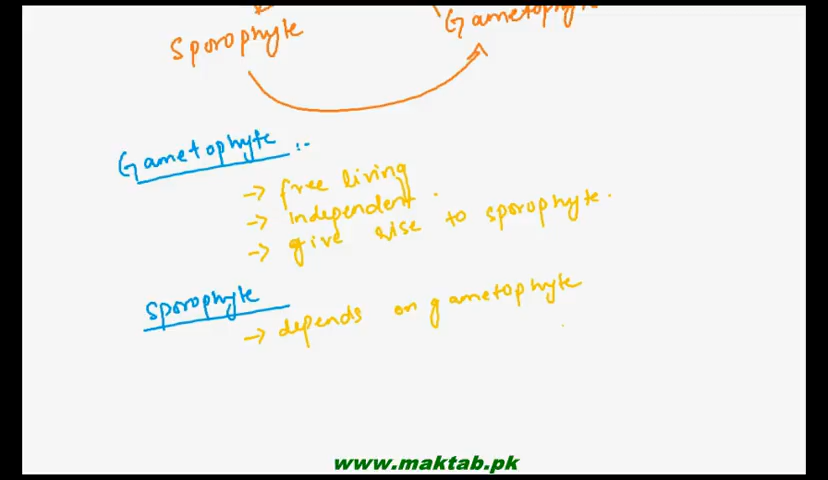 Sporophyte
Gametophyte
Gametophyte :-
→ free living
→ independent.
→ give rise to sporophyte.
Sporophyte
→ depends on gametophyte
www.maktab.pk